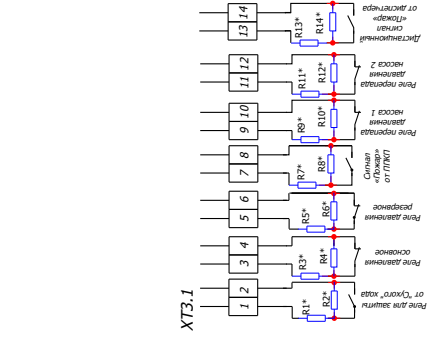 14
13
R13*
R14*
Дистанционный
сигнал
«Пожар»
от диспетчера
12
11
R11*
R12*
Реле перепада
давления
насоса 2
10
9
R9*
R10*
Реле перепада
давления
насоса 1
8
7
R7*
R8*
Сигнал
«Пожар»
от ППКП
6
5
R5*
R6*
Реле давления
резервное
4
3
R3*
R4*
Реле давления
основное
2
1
R1*
R2*
Реле для защиты
от "Сухого" хода
XT3.1